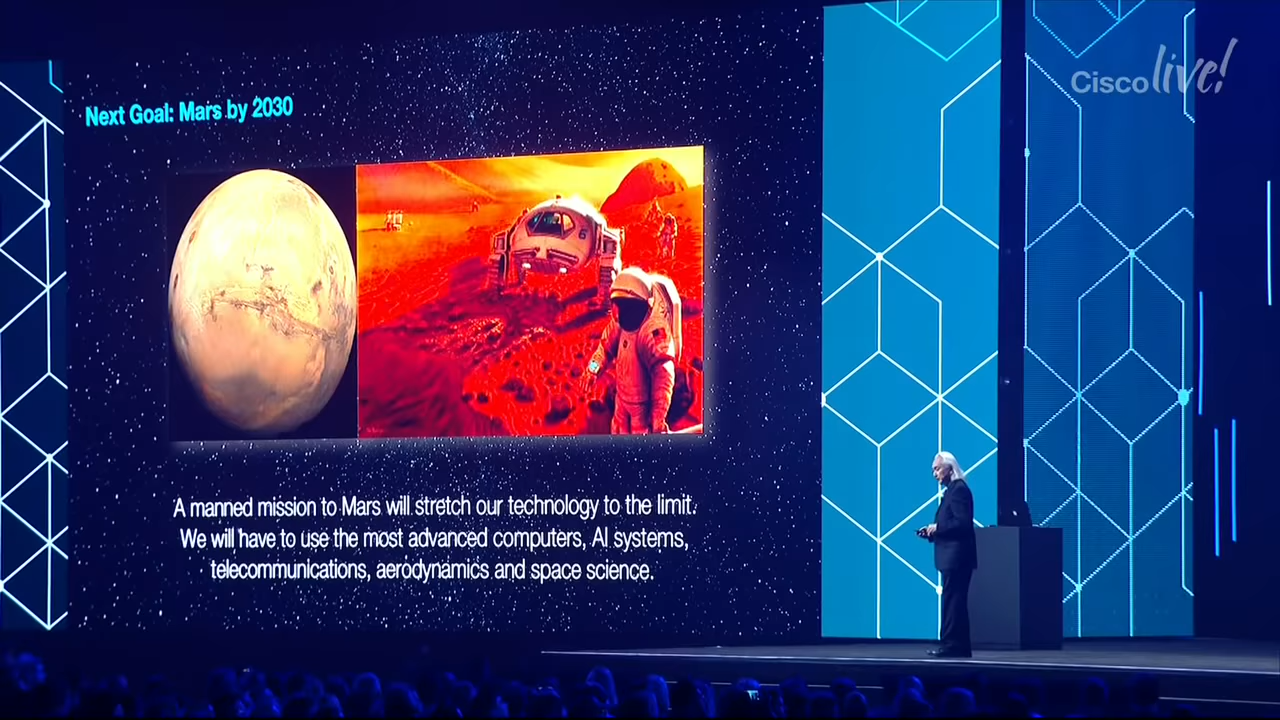 Cisco live!
Next Goal: Mars by 2030
6
A manned mission to Mars will stretch our technology to the limit.
We will have to use the most advanced computers, AI systems,
telecommunications, aerodynamics and space science.